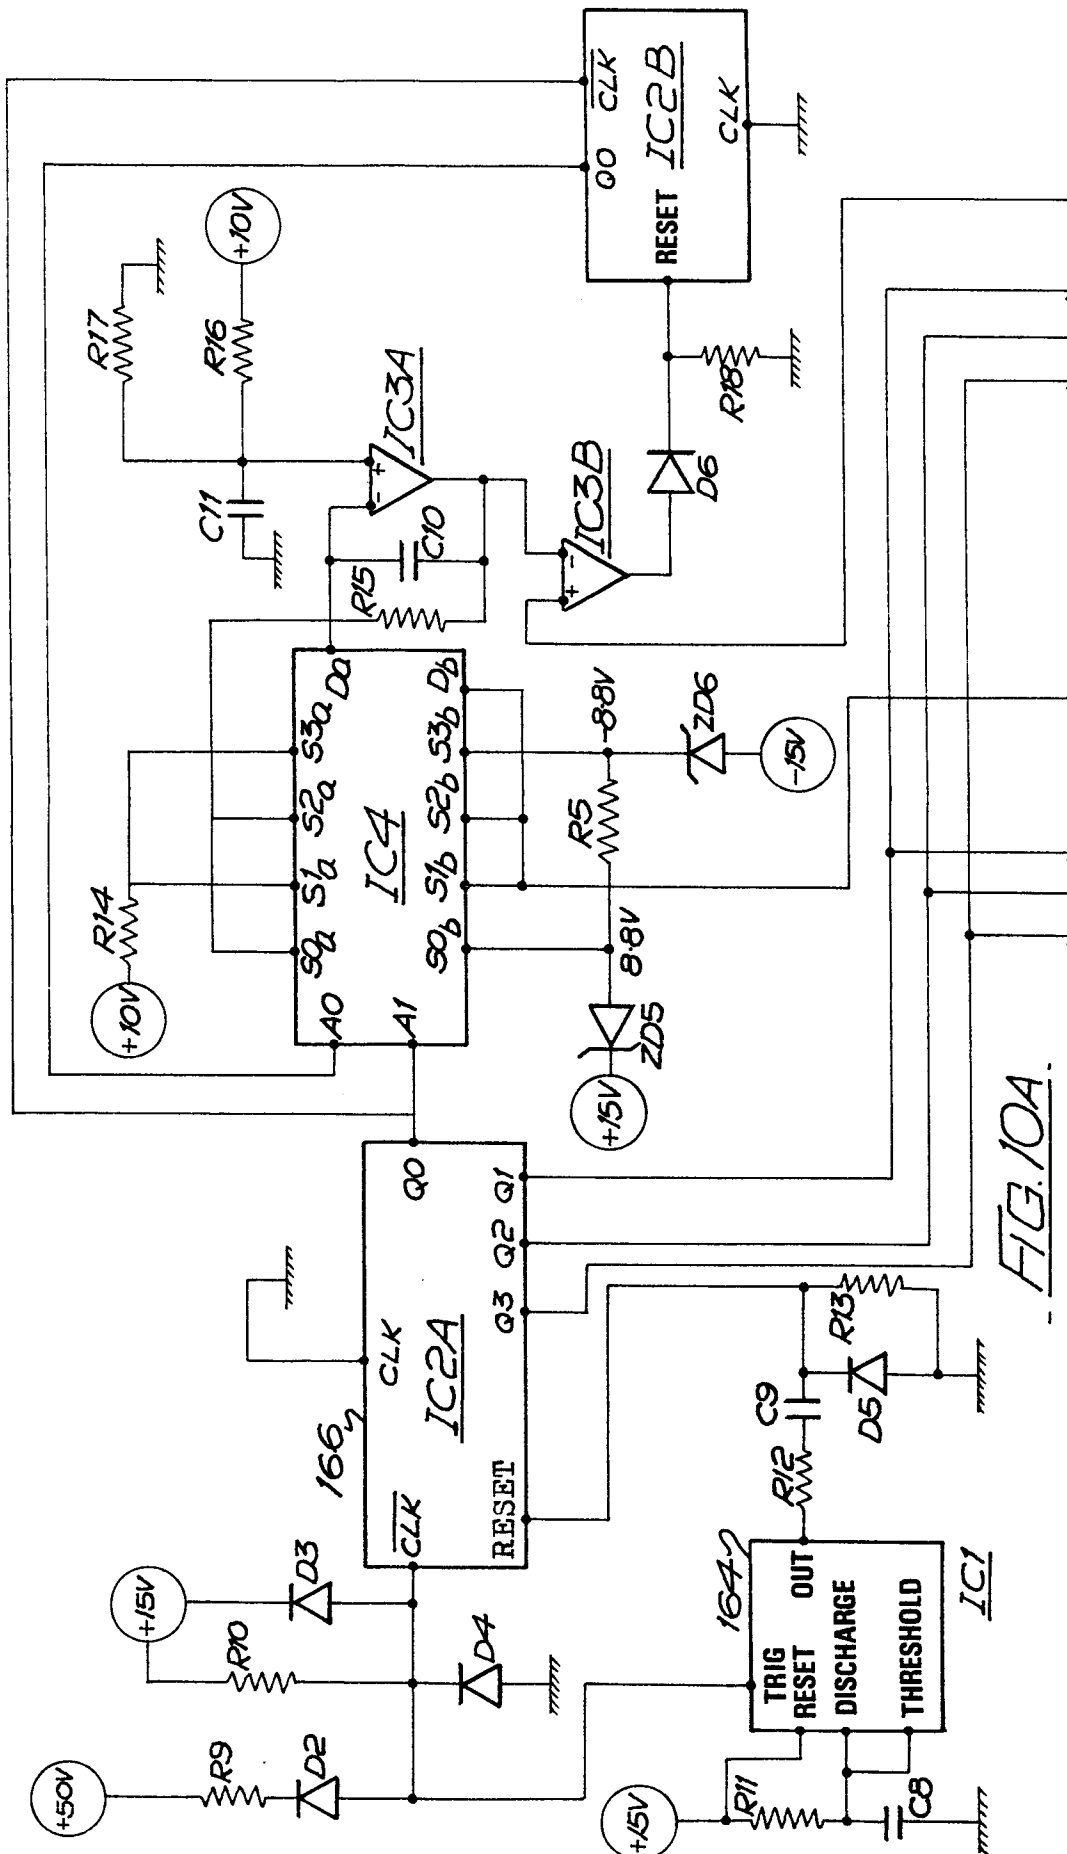 +50V
R9
D2
+15V
R10
D3
D4
CLK
CLK
RESET
IC2A
166
Q0
Q1
Q2
Q3
+15V
R11
C8
TRIG
RESET
OUT
DISCHARGE
THRESHOLD
164
IC1
R12
C9
D5
R13
+10V
R14
A0
A1
S0a
S1a
S2a
S3a
Da
IC4
S0b
S1b
S2b
S3b
Db
8.8V
ZD5
+15V
R5
-8.8V
ZD6
-15V
R15
C10
C11
R17
R16
+10V
+
-
IC3A
+
-
IC3B
D6
R18
CLK
Q0
IC2B
RESET
CLK
FIG. 10A.